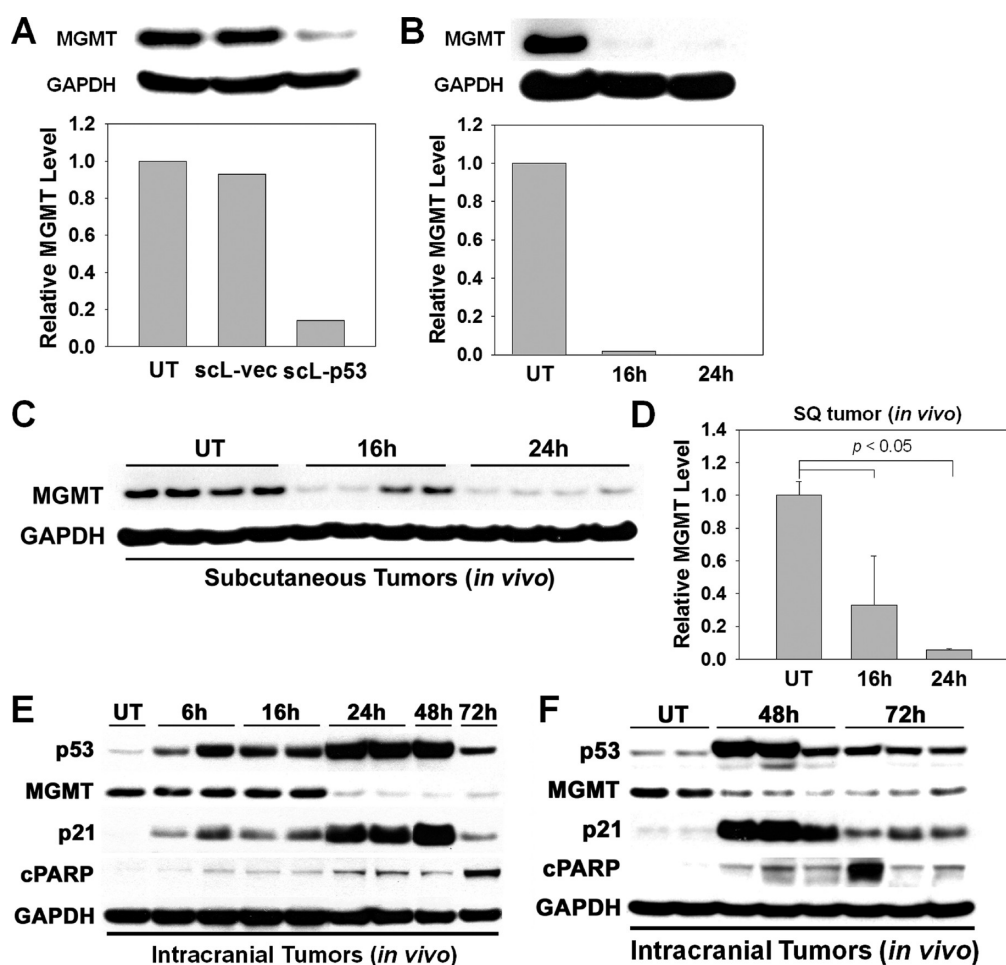 A
MGMT
GAPDH
Relative MGMT Level
1.2
1.0
0.8
0.6
0.4
0.2
0.0
UT scL-vec scL-p53
B
MGMT
GAPDH
Relative MGMT Level
1.2
1.0
0.8
0.6
0.4
0.2
0.0
UT 16h 24h
C
UT 16h 24h
MGMT
GAPDH
Subcutaneous Tumors (in vivo)
D
SQ tumor (in vivo)
p < 0.05
Relative MGMT Level
1.4
1.2
1.0
0.8
0.6
0.4
0.2
0.0
UT 16h 24h
E
UT 6h 16h 24h 48h 72h
p53
MGMT
p21
cPARP
GAPDH
Intracranial Tumors (in vivo)
F
UT 48h 72h
p53
MGMT
p21
cPARP
GAPDH
Intracranial Tumors (in vivo)